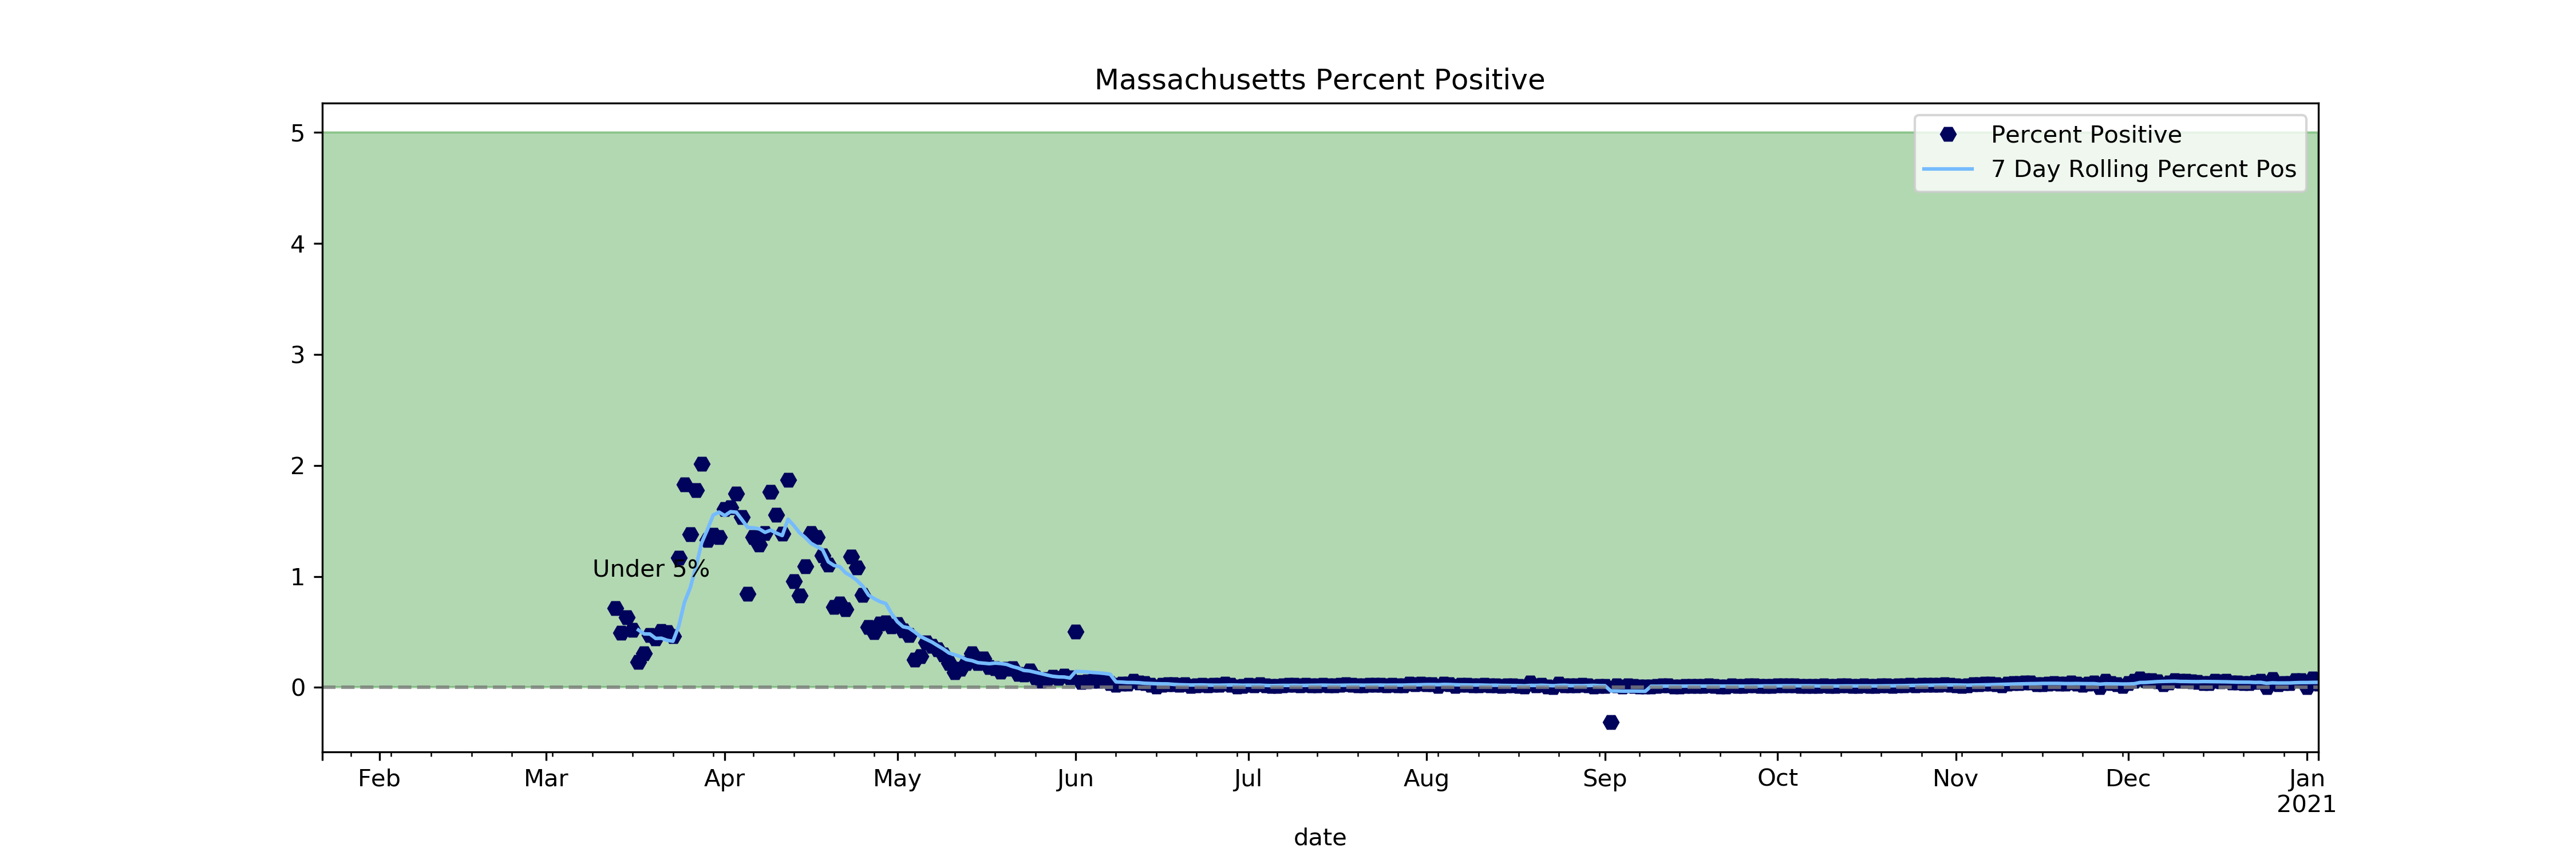 Massachusetts Percent Positive
5
4
3
2
1
0
Percent Positive
7 Day Rolling Percent Pos
Under 5%
Feb Mar Apr May Jun Jul Aug Sep Oct Nov Dec Jan
2021
date